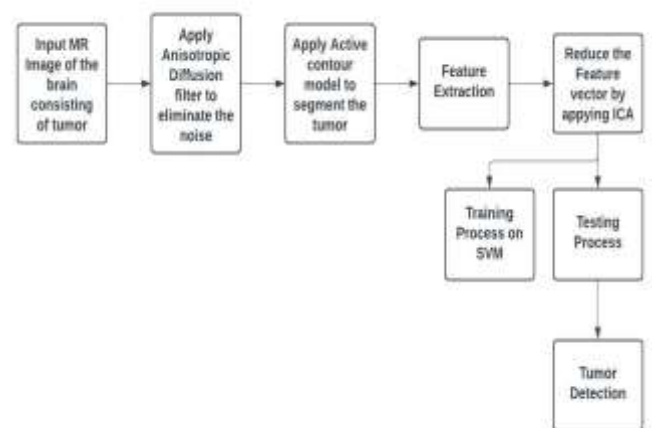 Input MR
Image of the
brain
consisting
of tumor
Apply
Anisotropic
Diffusion
filter to
eliminate the
noise
Apply Active
contour
model to
segment the
tumor
Feature
Extraction
Reduce the
Feature
vector by
appying ICA
Training
Process on
SVM
Testing
Process
Tumor
Detection